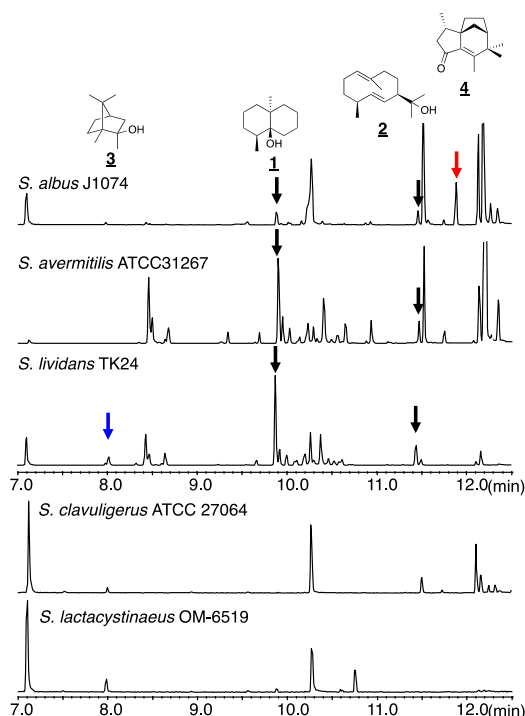 4
2
3
1
OH
OH
OH
O
S. albus J1074
S. avermitilis ATCC31267
S. lividans TK24
7.0 8.0 9.0 10.0 11.0 12.0 (min)
S. clavuligerus ATCC 27064
S. lactacystinaeus OM-6519
7.0 8.0 9.0 10.0 11.0 12.0 (min)